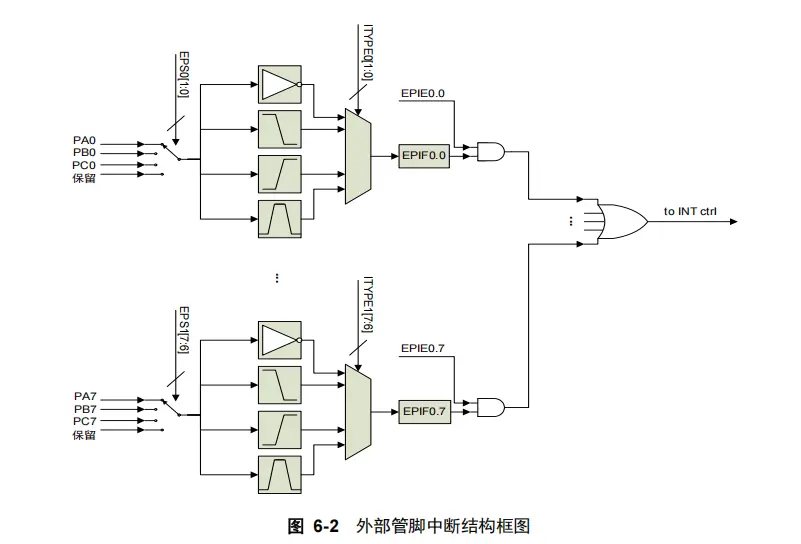 EPS0[1:0]
ITYPE0[1:0]
EPIE0.0
PA0
PB0
PC0
保留
EPIF0.0
to INT ctrl
...
...
EPS1[7:6]
ITYPE1[7:6]
EPIE0.7
PA7
PB7
PC7
保留
EPIF0.7
图 6-2 外部管脚中断结构框图